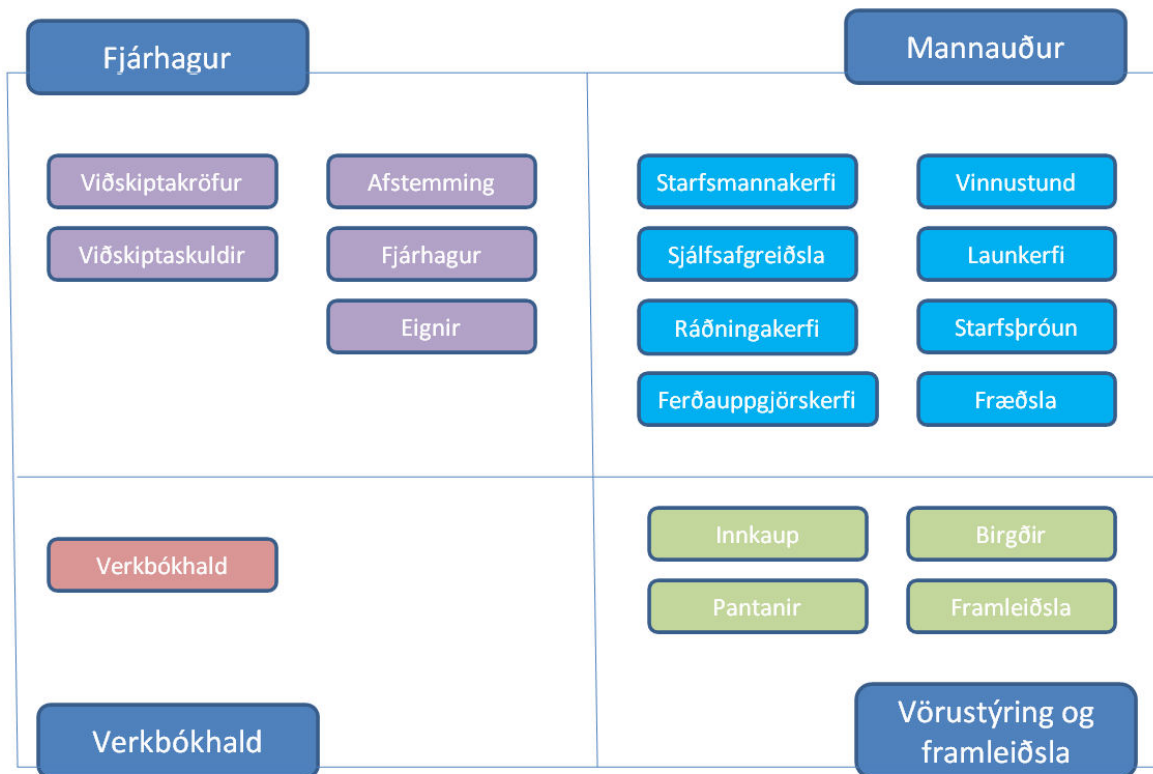 Fjárhagur
Mannauður
Viðskiptakröfur
Afstemming
Viðskiptaskuldir
Fjárhagur
Eignir
Starfsmannakerfi
Vinnustund
Sjálfsafgreiðsla
Launkerfi
Ráðningakerfi
Starfsþróun
Ferðauppgjörskerfi
Fræðsla
Verkbókhald
Innkaup
Birgðir
Pantanir
Framleiðsla
Verkbókhald
Vörustýring og
framleiðsla